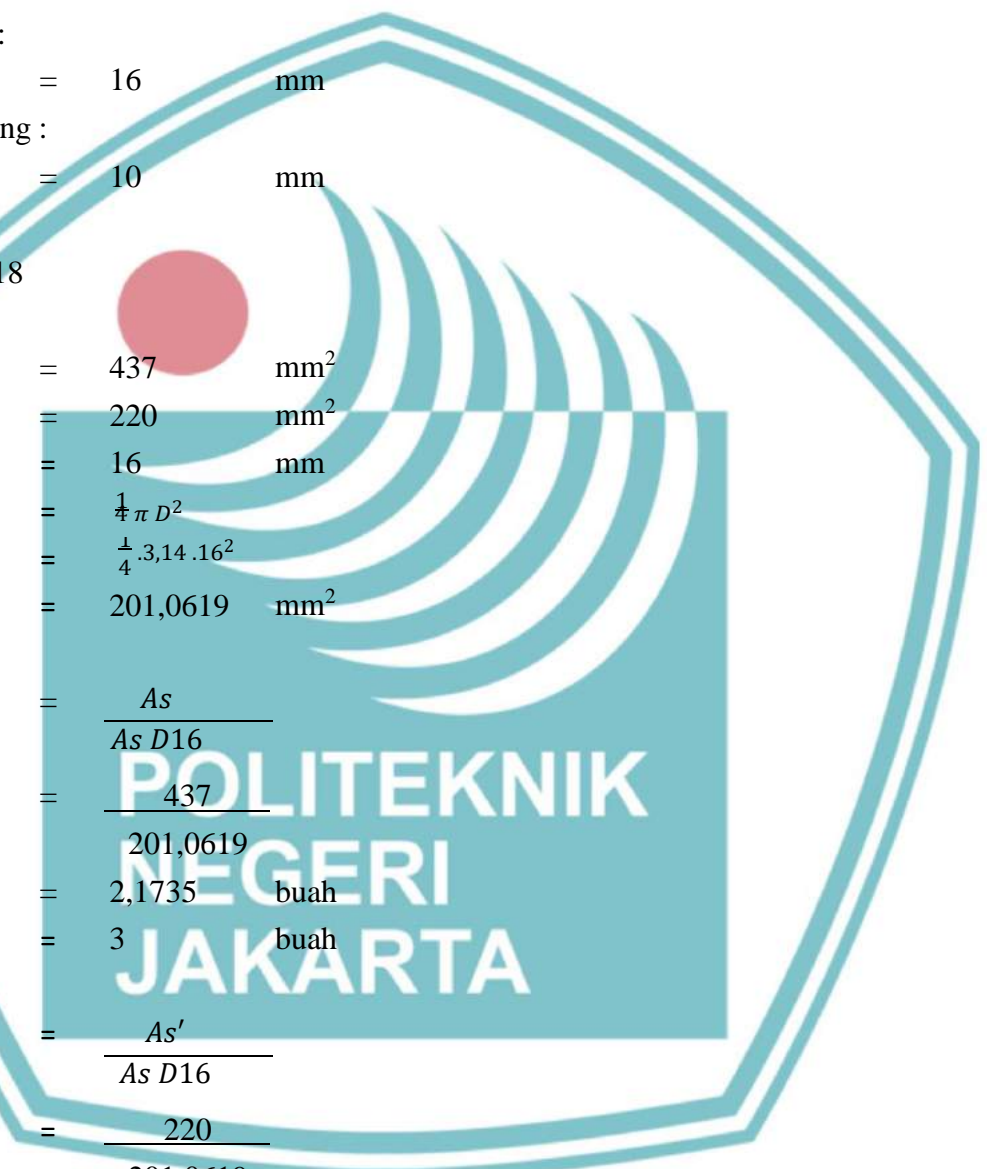 :
= 16 mm
ng :
= 10 mm
18
= 437 mm²
= 220 mm²
= 16 mm
= 1/4 π D²
= 1/4 .3,14 .16²
= 201,0619 mm²
= As
As D16
= 437
201,0619
= 2,1735 buah
= 3 buah
= As′
As D16
= 220
POLITEKNIK
NEGERI
JAKARTA